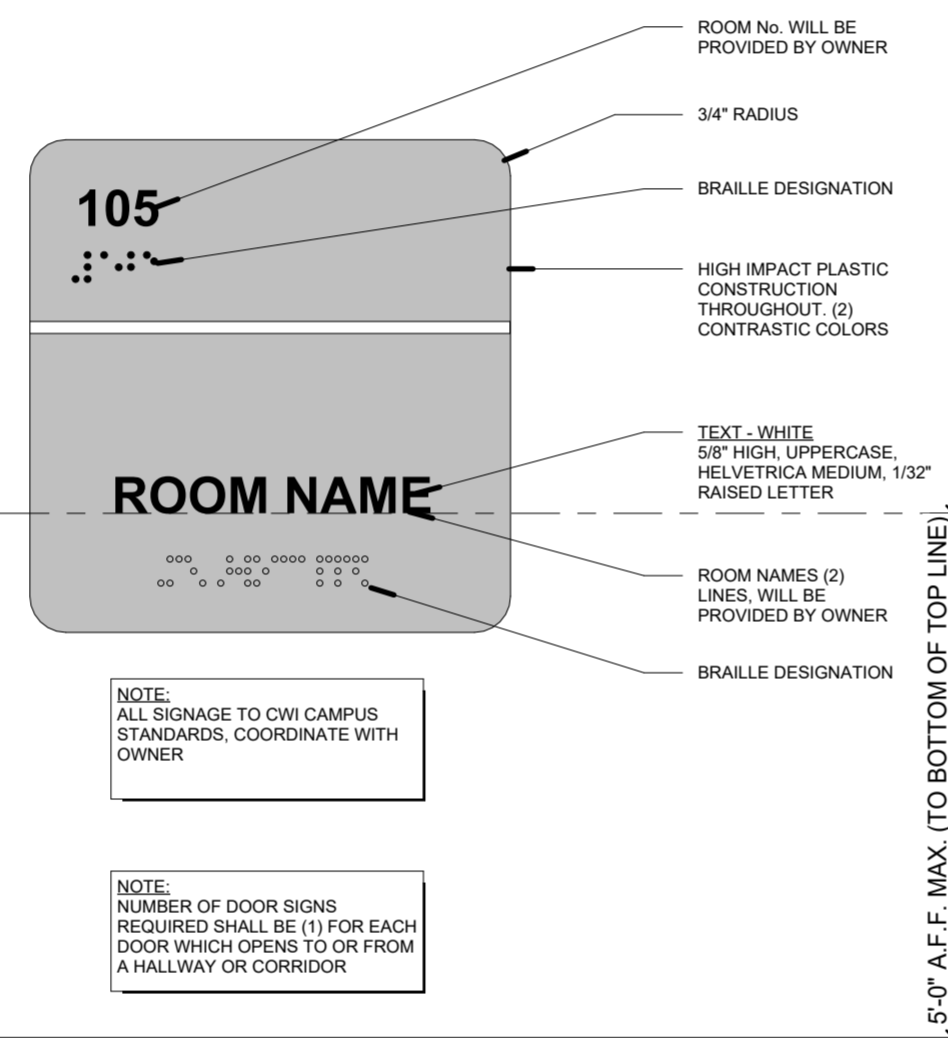 ROOM No. WILL BE
PROVIDED BY OWNER
3/4" RADIUS
105
BRAILLE DESIGNATION
HIGH IMPACT PLASTIC
CONSTRUCTION
THROUGHOUT. (2)
CONTRASTIC COLORS
TEXT - WHITE
5/8" HIGH, UPPERCASE,
HELVETRICA MEDIUM, 1/32"
RAISED LETTER
ROOM NAME
ROOM NAMES (2)
LINES, WILL BE
PROVIDED BY OWNER
BRAILLE DESIGNATION
NOTE:
ALL SIGNAGE TO CWI CAMPUS
STANDARDS, COORDINATE WITH
OWNER
NOTE:
NUMBER OF DOOR SIGNS
REQUIRED SHALL BE (1) FOR EACH
DOOR WHICH OPENS TO OR FROM
A HALLWAY OR CORRIDOR
5'-0" A.F.F. MAX. (TO BOTTOM OF TOP LINE)